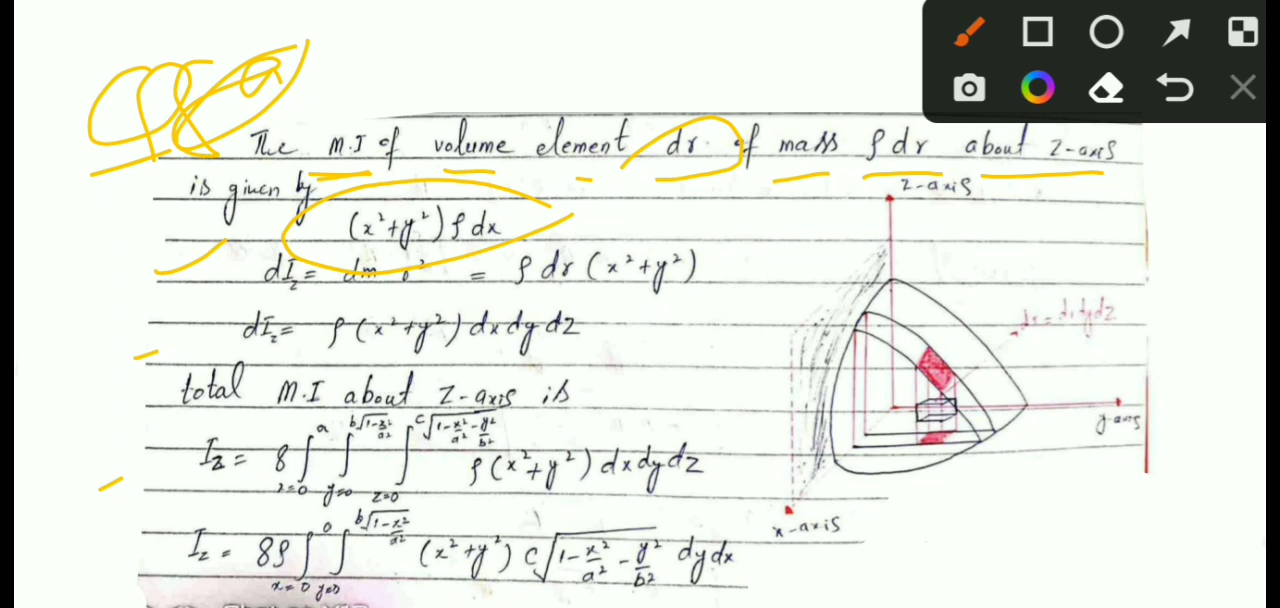 The M.I of volume element dr of mass ρ dr about z-axis
is given by
z-axis
(x²+y²) ρ dx
dI_z = dm = ρ dr (x²+y²)
dI_z = ρ (x²+y²) dx dy dz
dr = dx dy dz
total M.I about Z-axis is
y-axis
I_z = 8 ∫_{x=0}^{a} ∫_{y=0}^{b√(1-x²/a²)} ∫_{z=0}^{c√(1-x²/a²-y²/b²)} ρ (x²+y²) dx dy dz
x-axis
I_z = 8ρ ∫_{x=0}^{a} ∫_{y=0}^{b√(1-x²/a²)} (x²+y²) c√(1-x²/a²-y²/b²) dy dx